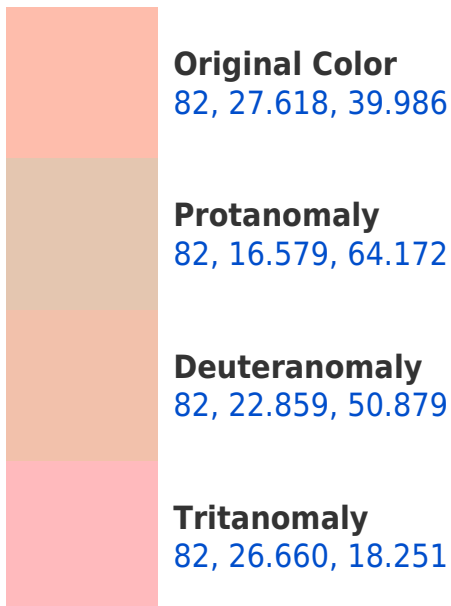 Original Color
82, 27.618, 39.986
Protanomaly
82, 16.579, 64.172
Deuteranomaly
82, 22.859, 50.879
Tritanomaly
82, 26.660, 18.251